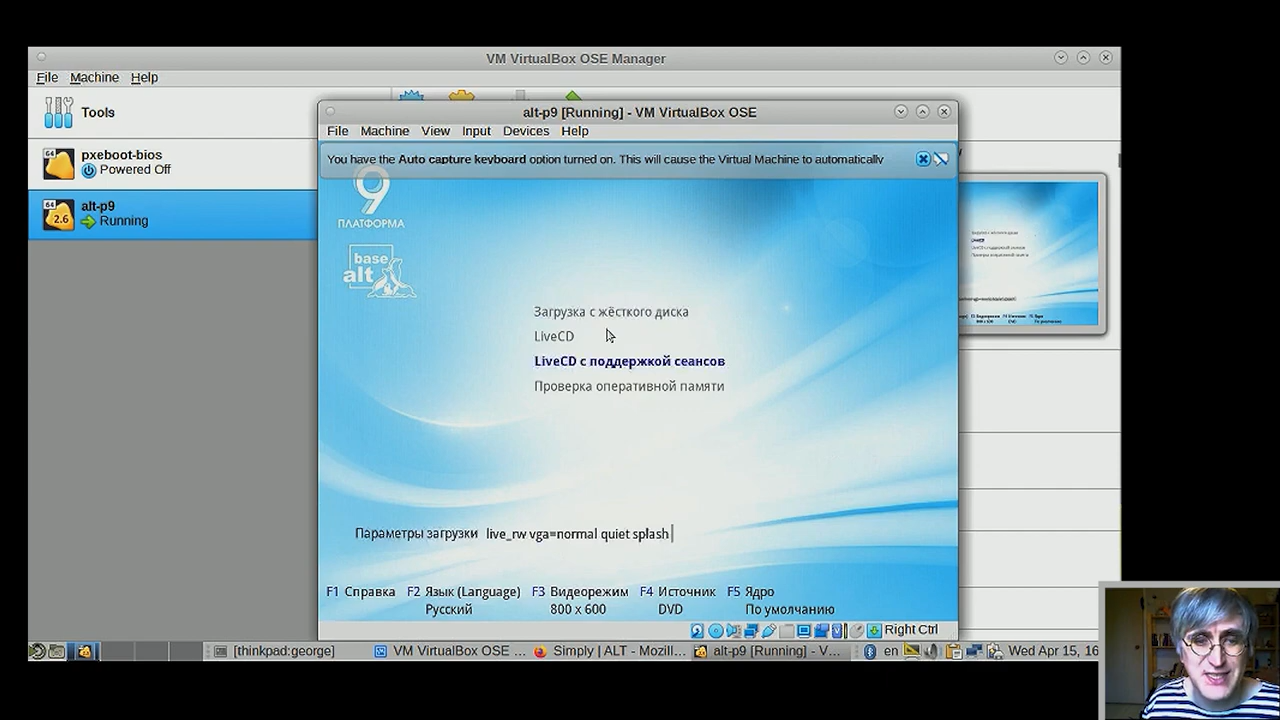 VM VirtualBox OSE Manager
File Machine Help
Tools
64
pxeboot-bios
Powered Off
64
2.6
alt-p9
Running
alt-p9 [Running] - VM VirtualBox OSE
File Machine View Input Devices Help
You have the Auto capture keyboard option turned on. This will cause the Virtual Machine to automatically
9
ПЛАТФОРМА
base
alt
Загрузка с жёсткого диска
LiveCD
LiveCD с поддержкой сеансов
Проверка оперативной памяти
Параметры загрузки live_rw vga=normal quiet splash
F1 Справка F2 Язык (Language) F3 Видеорежим F4 Источник F5 Ядро
Русский 800 x 600 DVD По умолчанию
Right Ctrl
[thinkpad:george] VM VirtualBox OSE ... Simply | ALT - Mozill... alt-p9 [Running] - V... en Wed Apr 15, 16